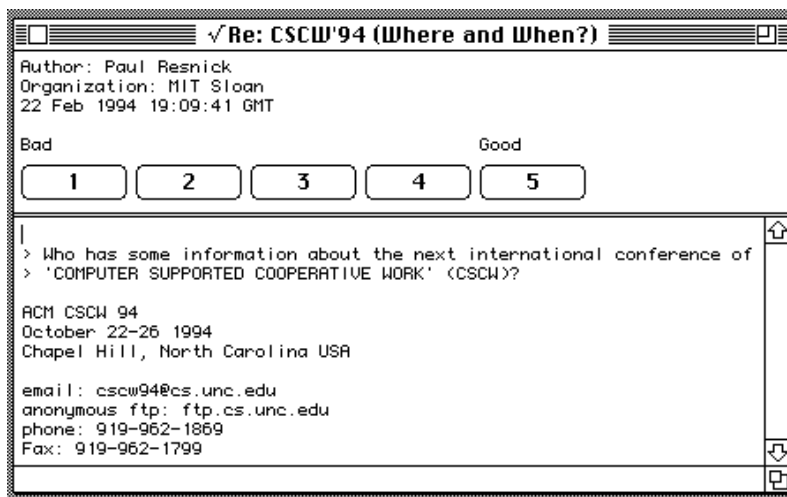 √Re: CSCW'94 (Where and When?)
Author: Paul Resnick
Organization: MIT Sloan
22 Feb 1994 19:09:41 GMT
Bad Good
1 2 3 4 5
> Who has some information about the next international conference of
> 'COMPUTER SUPPORTED COOPERATIVE WORK' (CSCW)?
ACM CSCW 94
October 22-26 1994
Chapel Hill, North Carolina USA
email: cscw94@cs.unc.edu
anonymous ftp: ftp.cs.unc.edu
phone: 919-962-1869
Fax: 919-962-1799